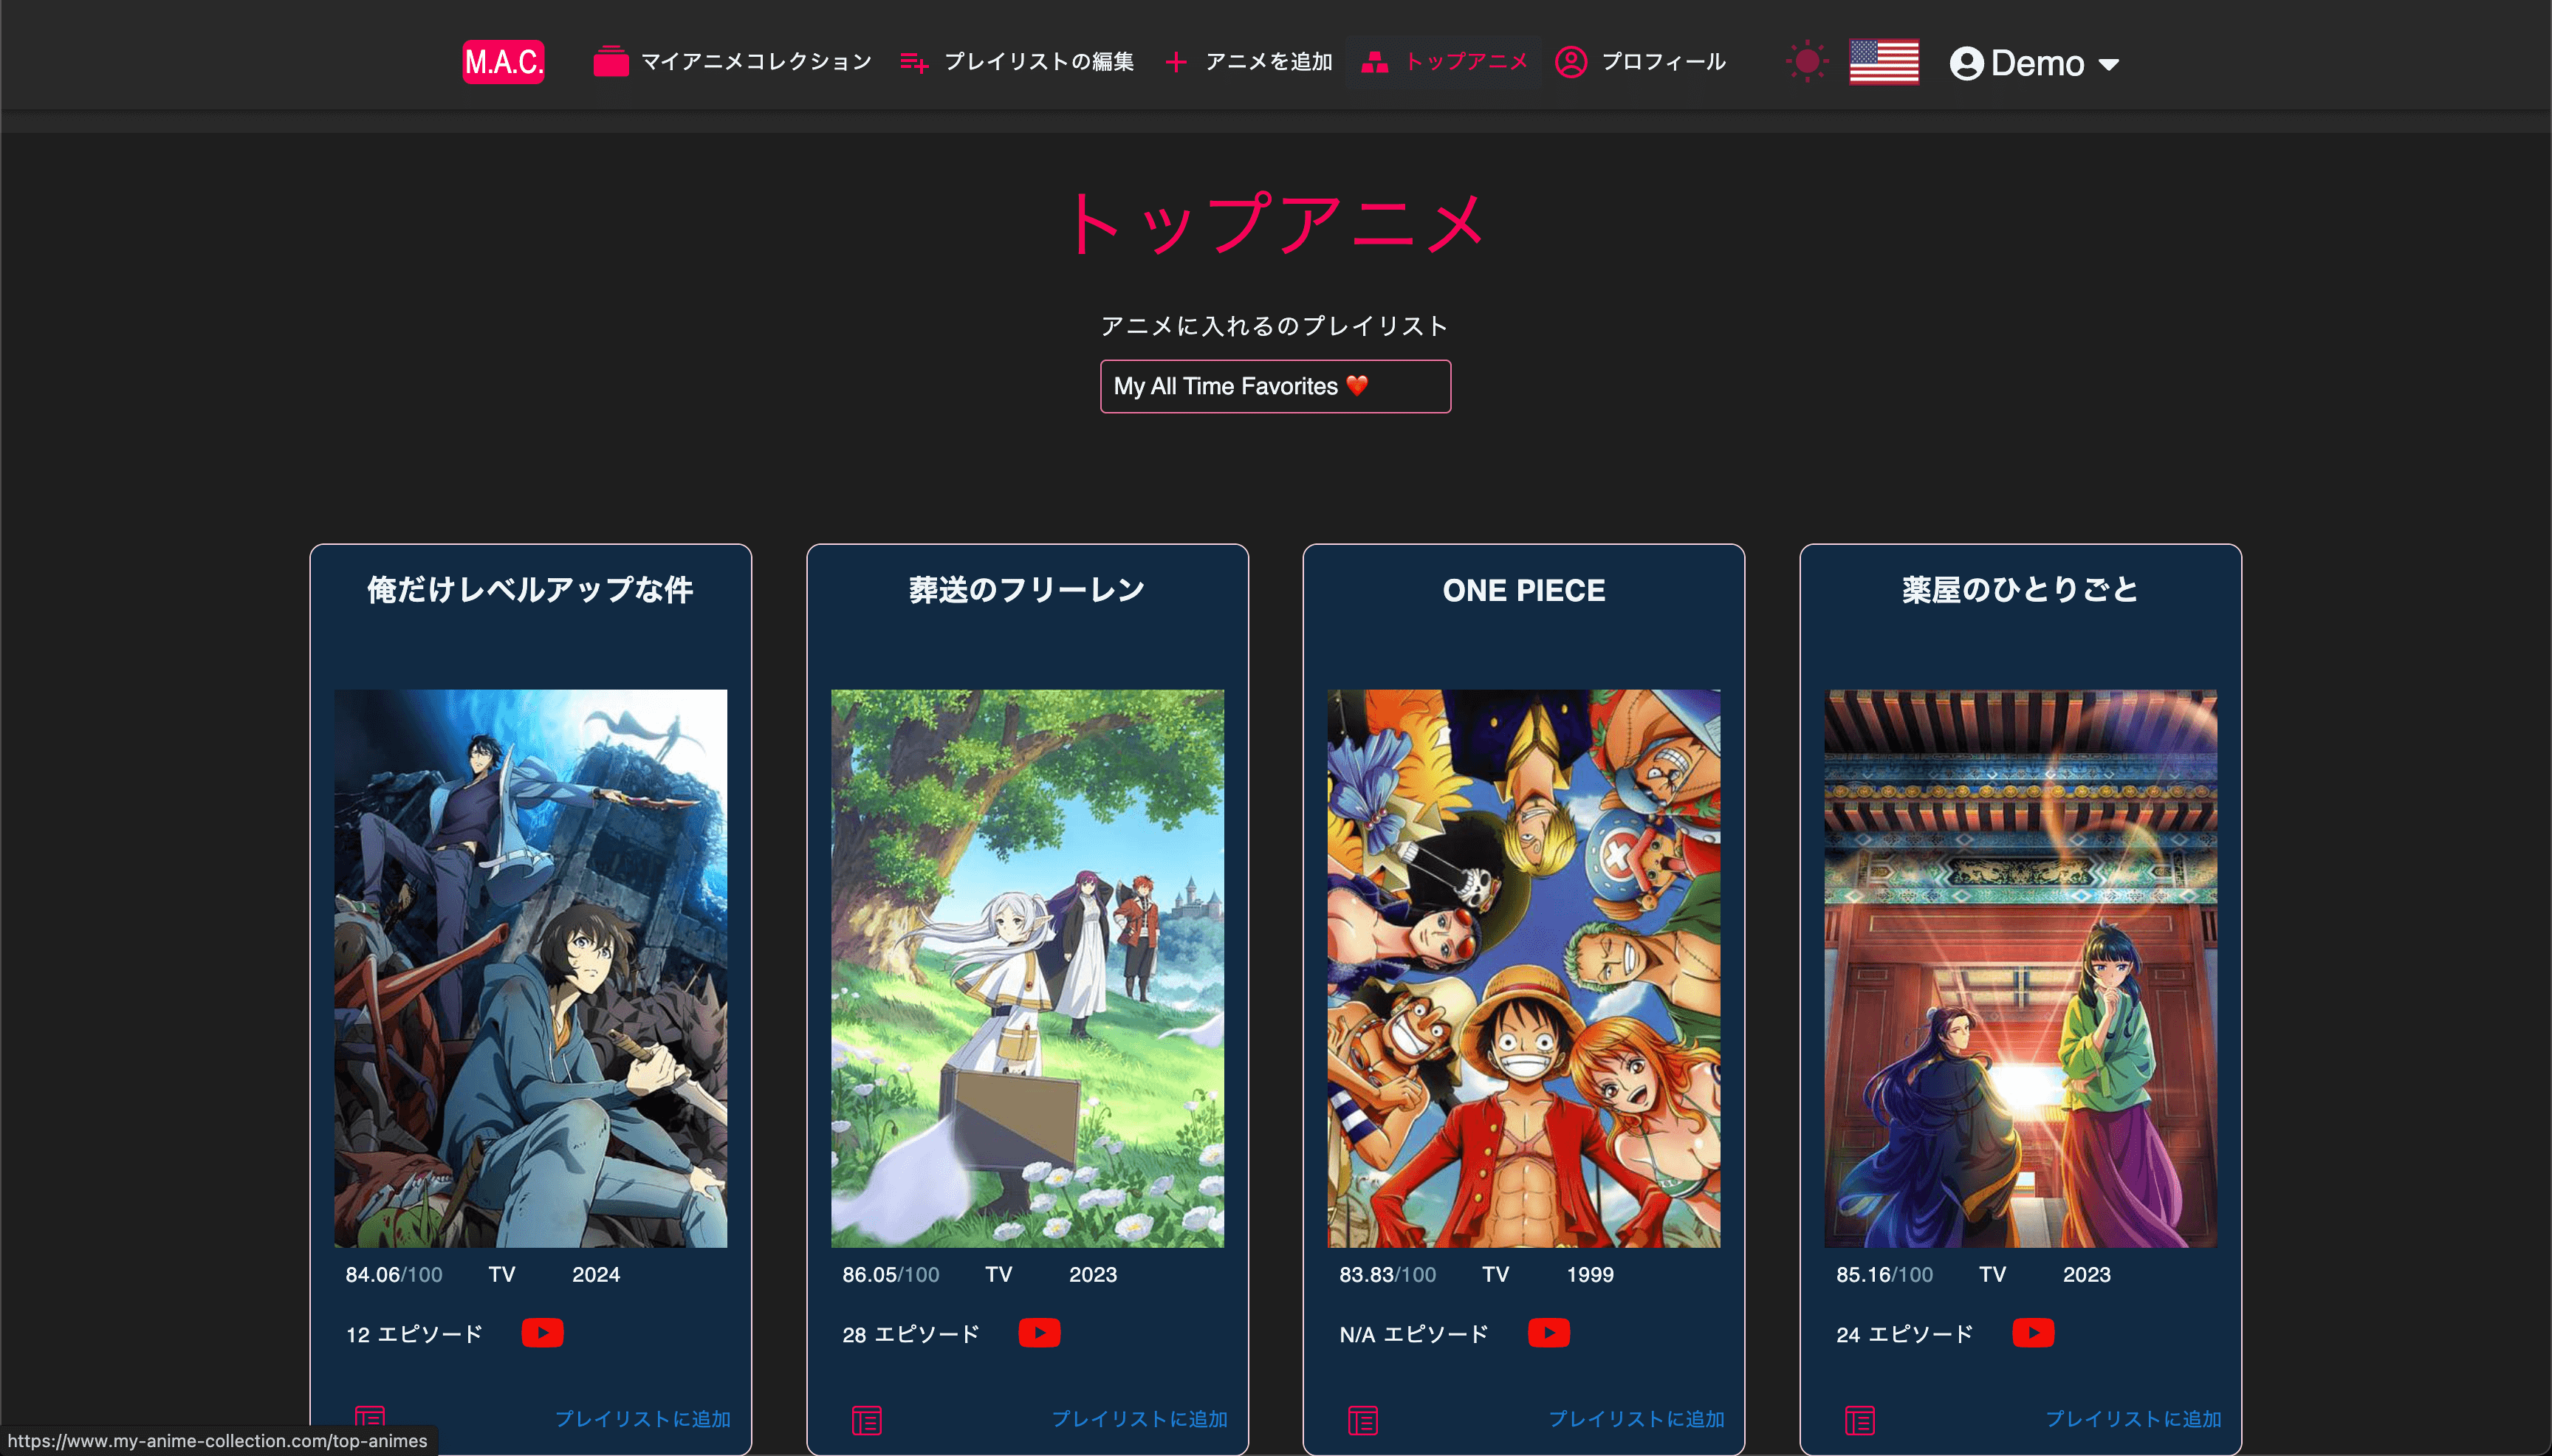 M.A.C. マイアニメコレクション プレイリストの編集 アニメを追加 トップアニメ プロフィール Demo
トップアニメ
アニメに入れるのプレイリスト
My All Time Favorites ❤️
俺だけレベルアップな件
84.06/100 TV 2024
12 エピソード
プレイリストに追加
葬送のフリーレン
86.05/100 TV 2023
28 エピソード
プレイリストに追加
ONE PIECE
83.83/100 TV 1999
N/A エピソード
プレイリストに追加
薬屋のひとりごと
85.16/100 TV 2023
24 エピソード
プレイリストに追加
https://www.my-anime-collection.com/top-animes